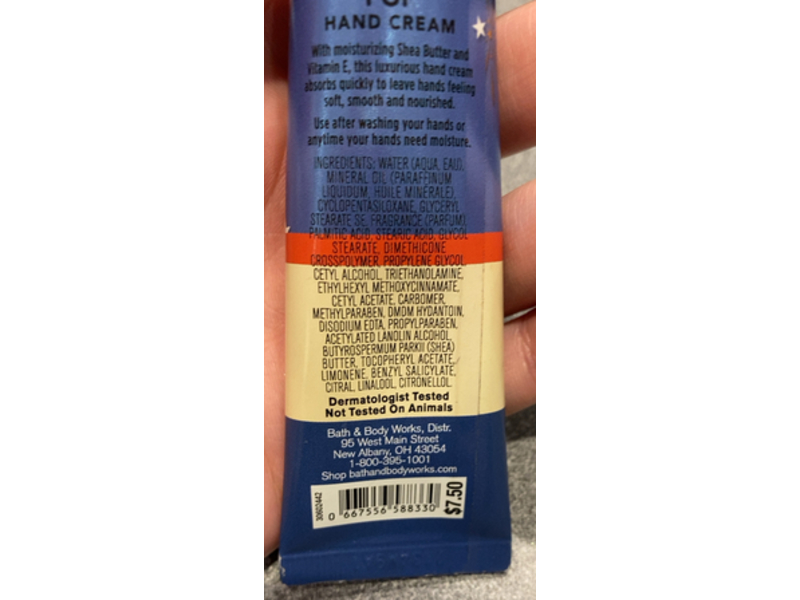 HAND CREAM
With moisturizing Shea Butter and
Vitamin E, this luxurious hand cream
absorbs quickly to leave hands feeling
soft, smooth and nourished.
Use after washing your hands or
anytime your hands need moisture.
INGREDIENTS: WATER (AQUA, EAU),
MINERAL OIL (PARAFFINUM
LIQUIDUM, HUILE MINERALE),
CYCLOPENTASILOXANE, GLYCERYL
STEARATE SE, FRAGRANCE (PARFUM),
PALMITIC ACID, STEARIC ACID, GLYCOL
STEARATE, DIMETHICONE
CROSSPOLYMER, PROPYLENE GLYCOL,
CETYL ALCOHOL, TRIETHANOLAMINE,
ETHYLHEXYL METHOXYCINNAMATE,
CETYL ACETATE, CARBOMER,
METHYLPARABEN, DMDM HYDANTOIN,
DISODIUM EDTA, PROPYLPARABEN,
ACETYLATED LANOLIN ALCOHOL,
BUTYROSPERMUM PARKII (SHEA)
BUTTER, TOCOPHERYL ACETATE,
LIMONENE, BENZYL SALICYLATE,
CITRAL, LINALOOL, CITRONELLOL.
Dermatologist Tested
Not Tested On Animals
Bath & Body Works, Distr.
95 West Main Street
New Albany, OH 43054
1-800-395-1001
Shop bathandbodyworks.com
30602442
0 667556 588330
$7.50